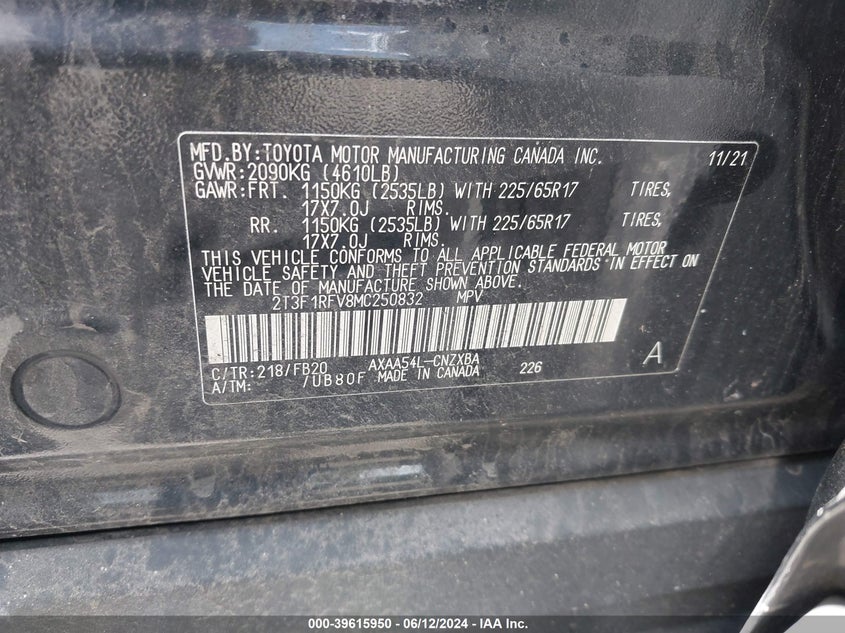 MFD.BY:TOYOTA MOTOR MANUFACTURING CANADA INC. 11/21
GVWR:2090KG (4610LB)
GAWR:FRT. 1150KG (2535LB) WITH 225/65R17 TIRES,
17X7.0J RIMS.
RR. 1150KG (2535LB) WITH 225/65R17 TIRES,
17X7.0J RIMS.
THIS VEHICLE CONFORMS TO ALL APPLICABLE FEDERAL MOTOR
VEHICLE SAFETY AND THEFT PREVENTION STANDARDS IN EFFECT ON
THE DATE OF MANUFACTURE SHOWN ABOVE.
2T3F1RFV8MC250832 MPV
C/TR:218/FB20 AXAA54L-CNZXBA A
A/TM: /UB80F MADE IN CANADA 226
000-39615950 - 06/12/2024 - IAA Inc.